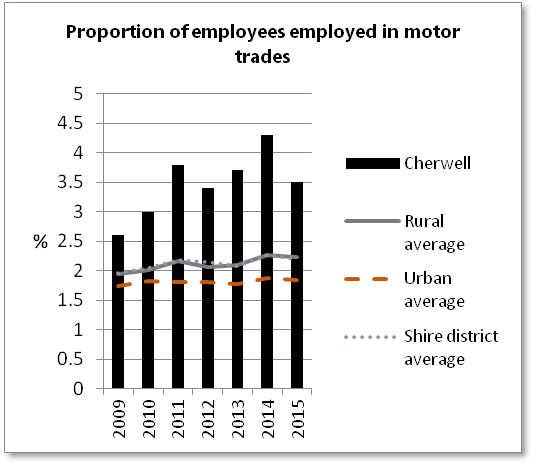 Proportion of employees employed in motor
trades
5
4.5
4
3.5
3
2.5
2
1.5
1
0.5
0
%
2009
2010
2011
2012
2013
2014
2015
Cherwell
Rural
average
Urban
average
Shire district
average